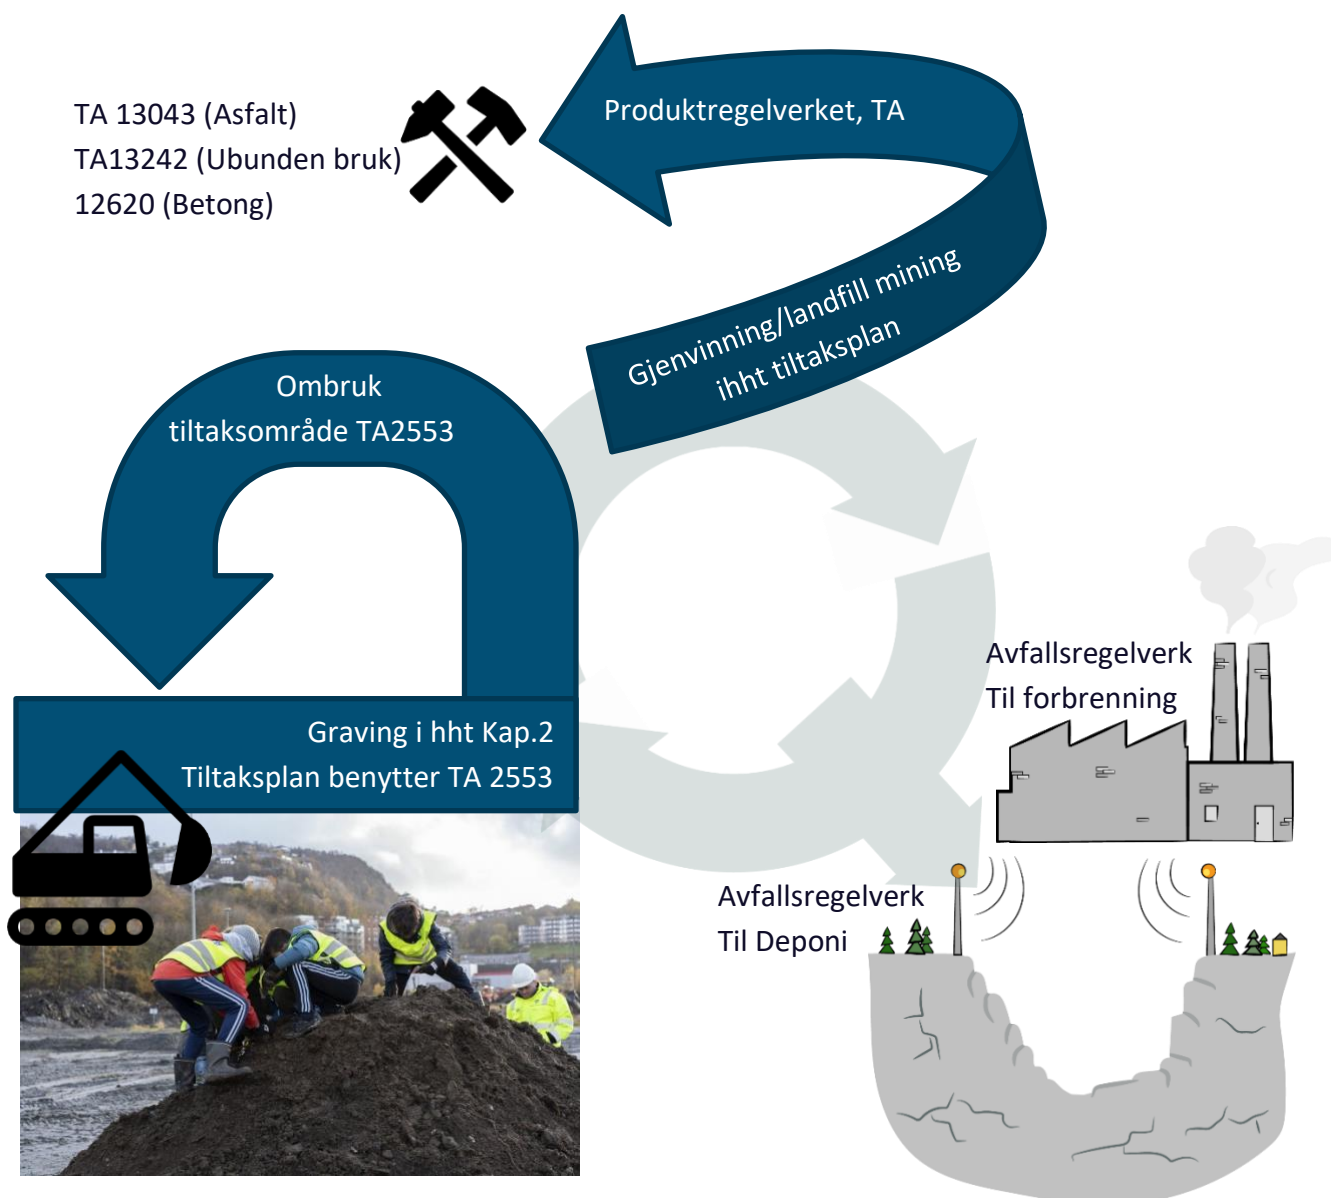 TA 13043 (Asfalt)
TA13242 (Ubunden bruk)
12620 (Betong)
Produktregelverket, TA
Gjenvinning/landfill mining
ihht tiltaksplan
Ombruk
tiltaksområde TA2553
Graving i hht Kap.2
Tiltaksplan benytter TA 2553
Avfallsregelverk
Til forbrenning
Avfallsregelverk
Til Deponi